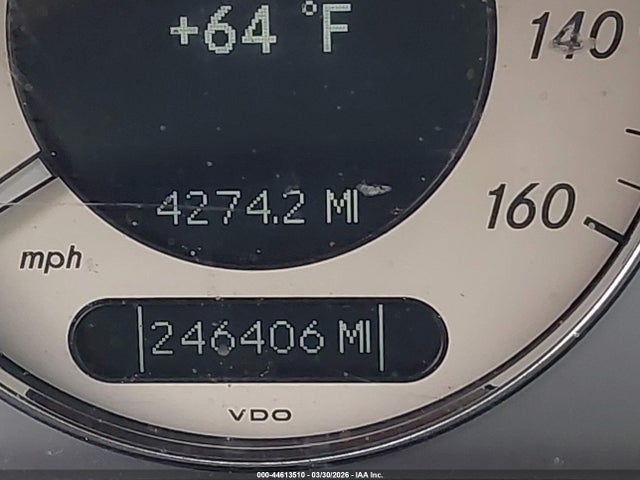 +64 °F
140
4274.2 MI
160
mph
246406 MI
VDO
000-44613510 - 03/30/2026 - IAA Inc.